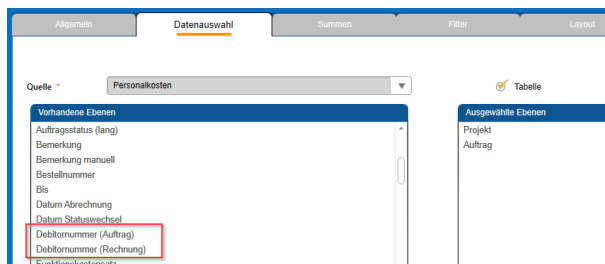 Allgemein Datenauswahl Summen Filter Layout
Quelle * Personalkosten Tabelle
Vorhandene Ebenen Ausgewählte Ebenen
Auftragsstatus (lang) Projekt
Bemerkung Auftrag
Bemerkung manuell
Bestellnummer
Bis
Datum Abrechnung
Datum Statuswechsel
Debitornummer (Auftrag)
Debitornummer (Rechnung)
Funktionskostensatz